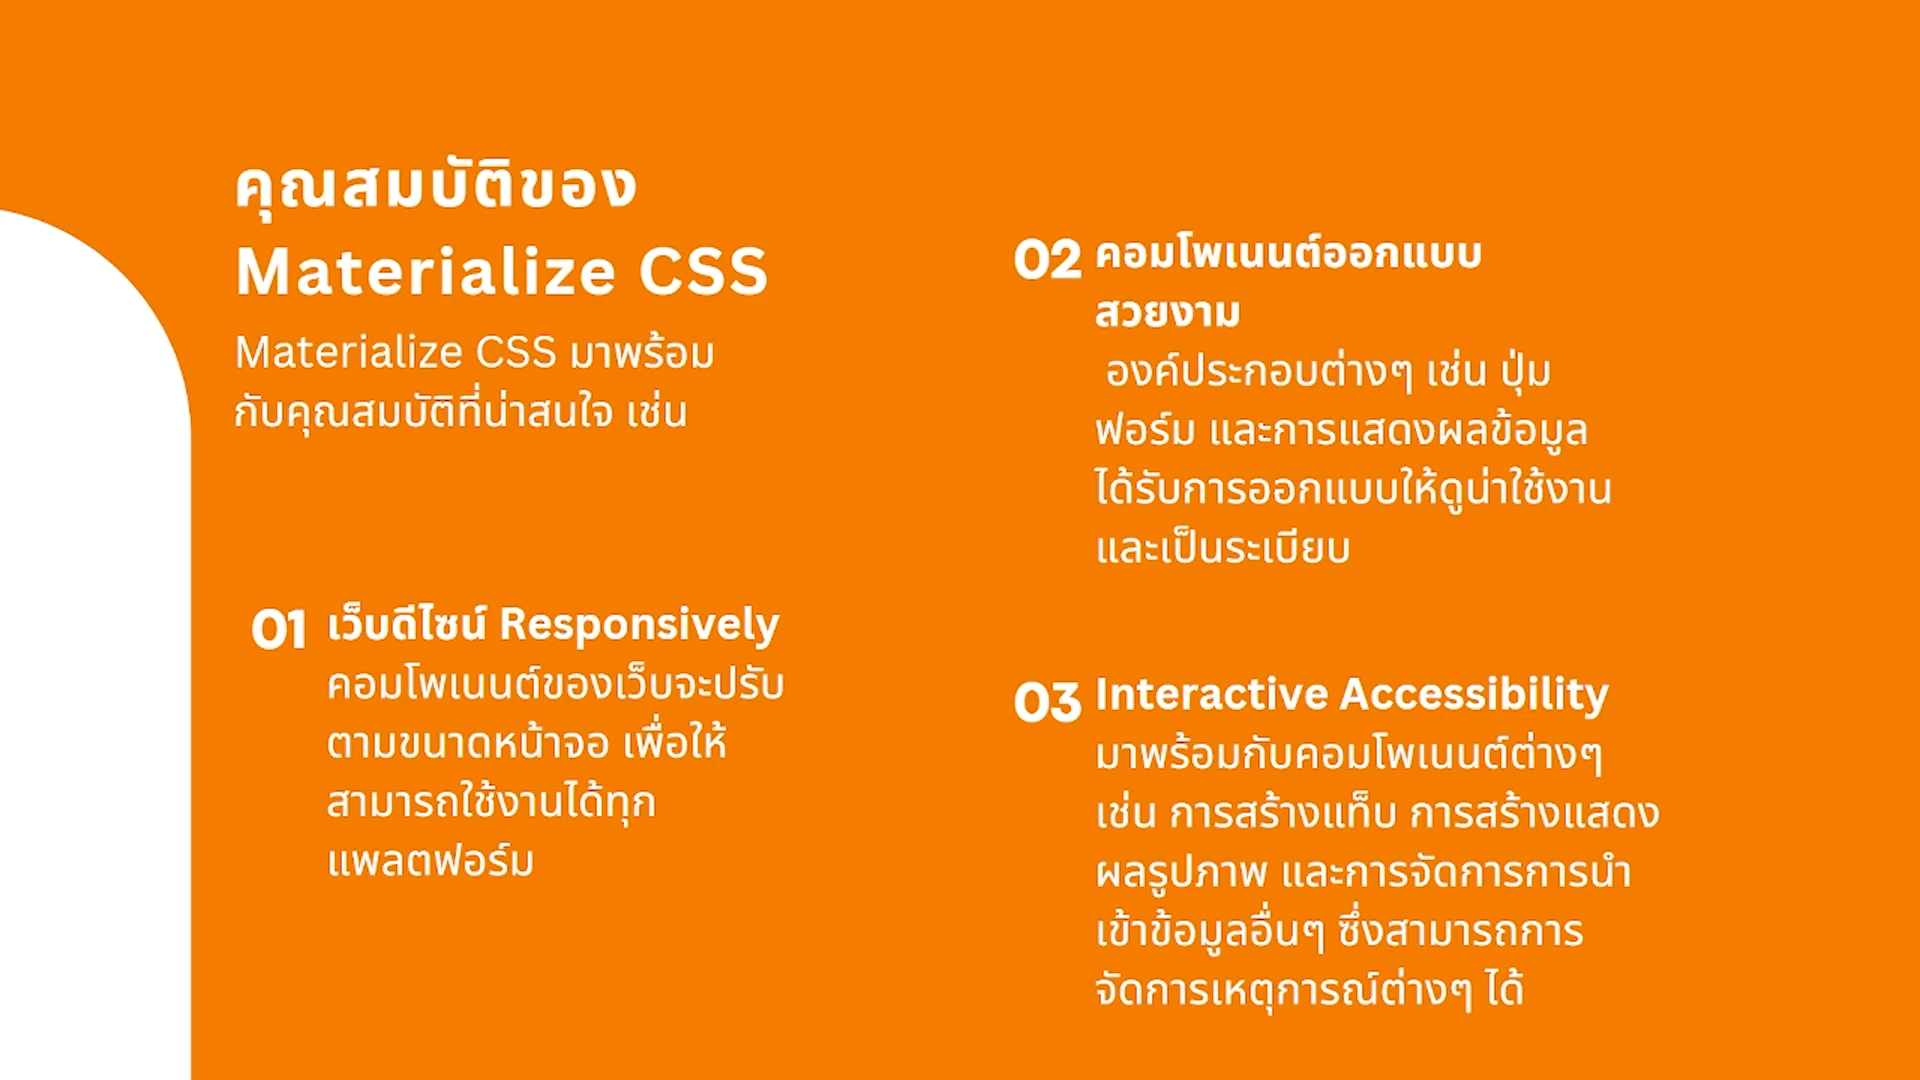 คุณสมบัติของ
Materialize CSS
Materialize CSS มาพร้อม
กับคุณสมบัติที่น่าสนใจ เช่น
01 เว็บดีไซน์ Responsively
คอมโพเนนต์ของเว็บจะปรับ
ตามขนาดหน้าจอ เพื่อให้
สามารถใช้งานได้ทุก
แพลตฟอร์ม
02 คอมโพเนนต์ออกแบบ
สวยงาม
องค์ประกอบต่างๆ เช่น ปุ่ม
ฟอร์ม และการแสดงผลข้อมูล
ได้รับการออกแบบให้ดูน่าใช้งาน
และเป็นระเบียบ
03 Interactive Accessibility
มาพร้อมกับคอมโพเนนต์ต่างๆ
เช่น การสร้างแท็บ การสร้างแสดง
ผลรูปภาพ และการจัดการการนำ
เข้าข้อมูลอื่นๆ ซึ่งสามารถการ
จัดการเหตุการณ์ต่างๆ ได้